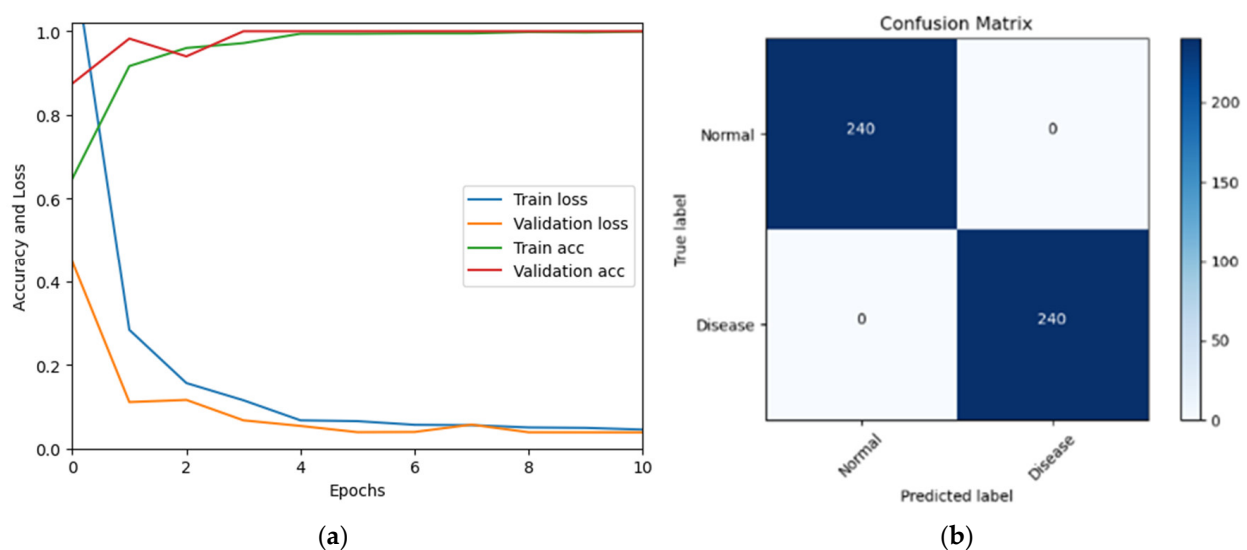 1.0
0.8
0.6
0.4
0.2
0.0
Accuracy and Loss
Train loss
Validation loss
Train acc
Validation acc
0 2 4 6 8 10
Epochs
(a)
Confusion Matrix
Normal
Disease
True label
240 0
0 240
Normal Disease
Predicted label
200
150
100
50
0
(b)